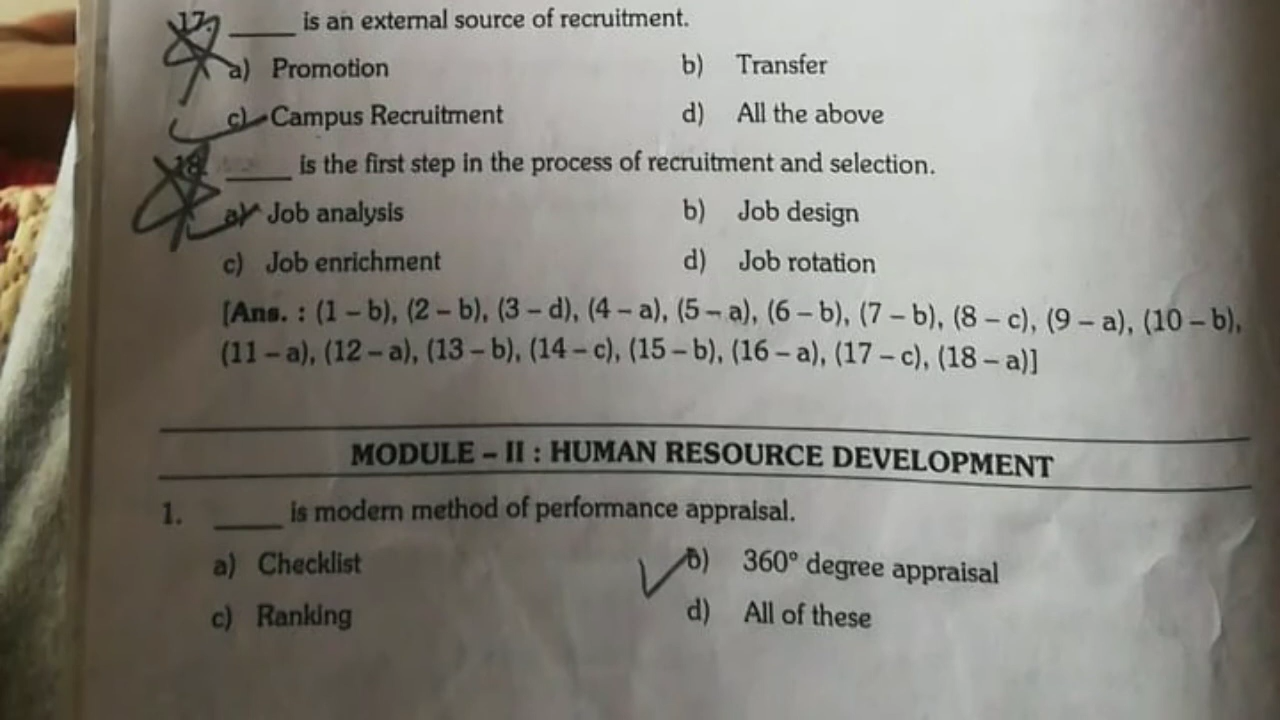 17. _____ is an external source of recruitment.
a) Promotion b) Transfer
c) Campus Recruitment d) All the above
18. _____ is the first step in the process of recruitment and selection.
a) Job analysis b) Job design
c) Job enrichment d) Job rotation
[Ans. : (1 – b), (2 – b), (3 – d), (4 – a), (5 – a), (6 – b), (7 – b), (8 – c), (9 – a), (10 – b),
(11 – a), (12 – a), (13 – b), (14 – c), (15 – b), (16 – a), (17 – c), (18 – a)]
MODULE – II : HUMAN RESOURCE DEVELOPMENT
1. _____ is modern method of performance appraisal.
a) Checklist b) 360° degree appraisal
c) Ranking d) All of these